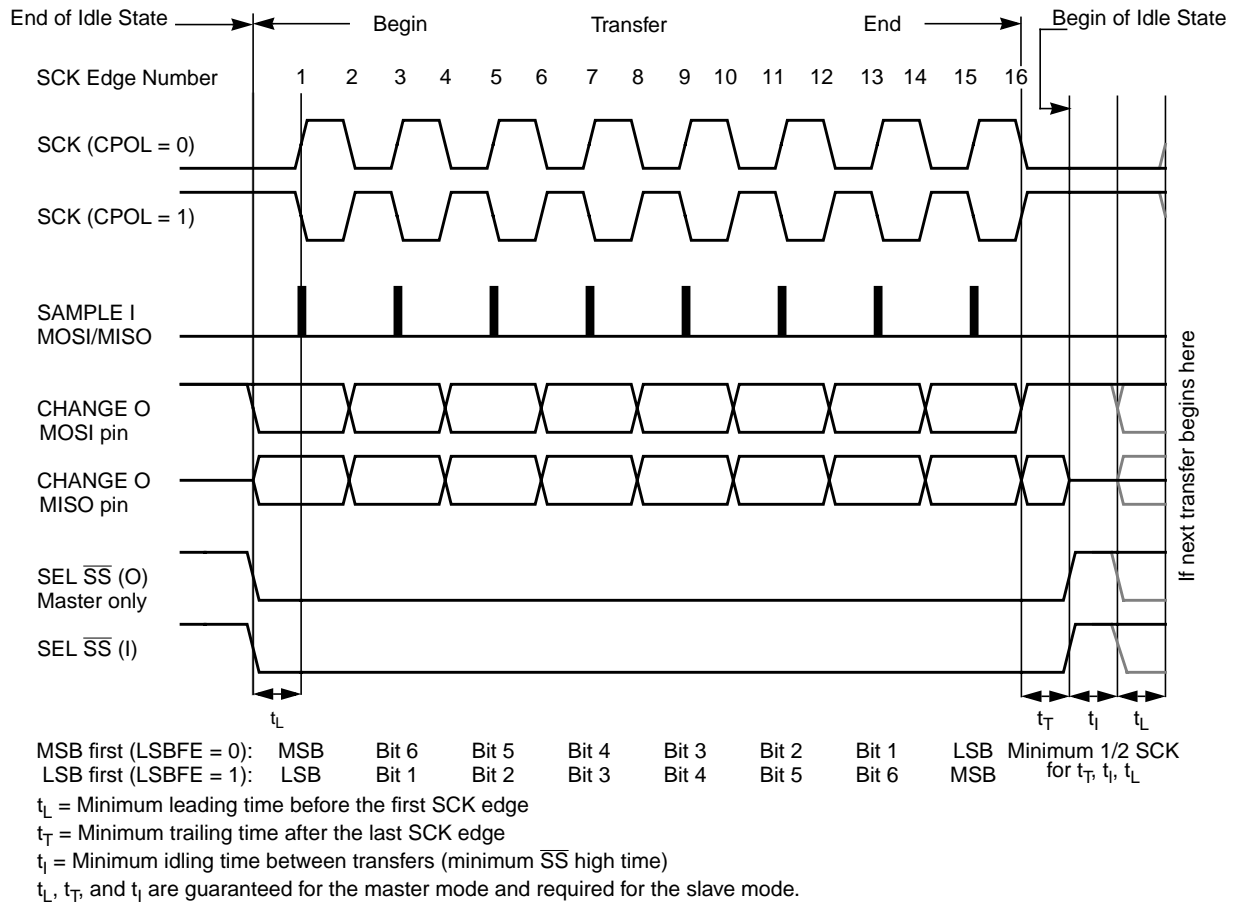 End of Idle State
Begin
Transfer
End
Begin of Idle State
SCK Edge Number
1 2 3 4 5 6 7 8 9 10 11 12 13 14 15 16
SCK (CPOL = 0)
SCK (CPOL = 1)
SAMPLE I
MOSI/MISO
CHANGE O
MOSI pin
CHANGE O
MISO pin
SEL S̅S̅ (O)
Master only
SEL S̅S̅ (I)
If next transfer begins here
tL
tT
tI
tL
MSB first (LSBFE = 0): MSB Bit 6 Bit 5 Bit 4 Bit 3 Bit 2 Bit 1 LSB
LSB first (LSBFE = 1): LSB Bit 1 Bit 2 Bit 3 Bit 4 Bit 5 Bit 6 MSB
Minimum 1/2 SCK
for tT, tI, tL
tL = Minimum leading time before the first SCK edge
tT = Minimum trailing time after the last SCK edge
tI = Minimum idling time between transfers (minimum S̅S̅ high time)
tL, tT, and tI are guaranteed for the master mode and required for the slave mode.